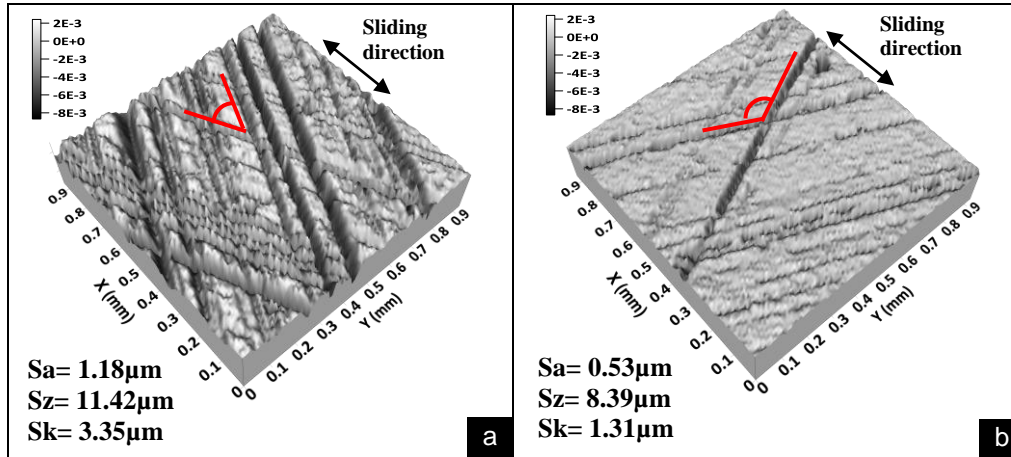 2E-3
0E+0
-2E-3
-4E-3
-6E-3
-8E-3
Sliding
direction
0.9
0.8
0.7
0.6
0.5
0.4
0.3
0.2
0.1
0
X (mm)
0
0.1
0.2
0.3
0.4
0.5
0.6
0.7
0.8
0.9
Y (mm)
Sa= 1.18µm
Sz= 11.42µm
Sk= 3.35µm
a
2E-3
0E+0
-2E-3
-4E-3
-6E-3
-8E-3
Sliding
direction
0.9
0.8
0.7
0.6
0.5
0.4
0.3
0.2
0.1
0
X (mm)
0
0.1
0.2
0.3
0.4
0.5
0.6
0.7
0.8
0.9
Y (mm)
Sa= 0.53µm
Sz= 8.39µm
Sk= 1.31µm
b